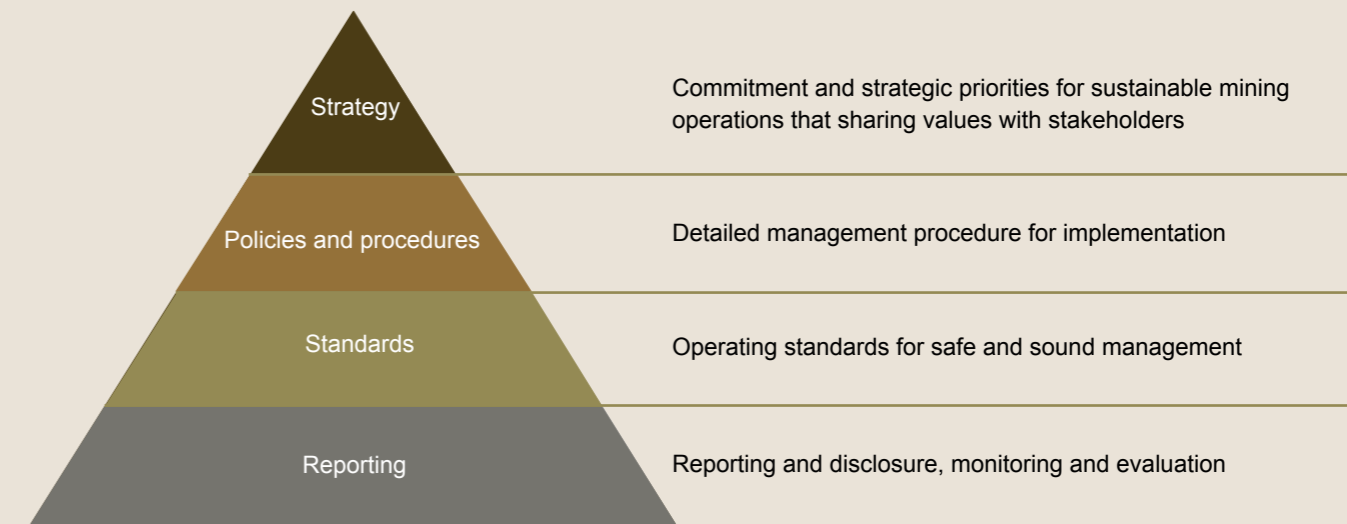 Strategy
Commitment and strategic priorities for sustainable mining
operations that sharing values with stakeholders
Policies and procedures
Detailed management procedure for implementation
Standards
Operating standards for safe and sound management
Reporting
Reporting and disclosure, monitoring and evaluation